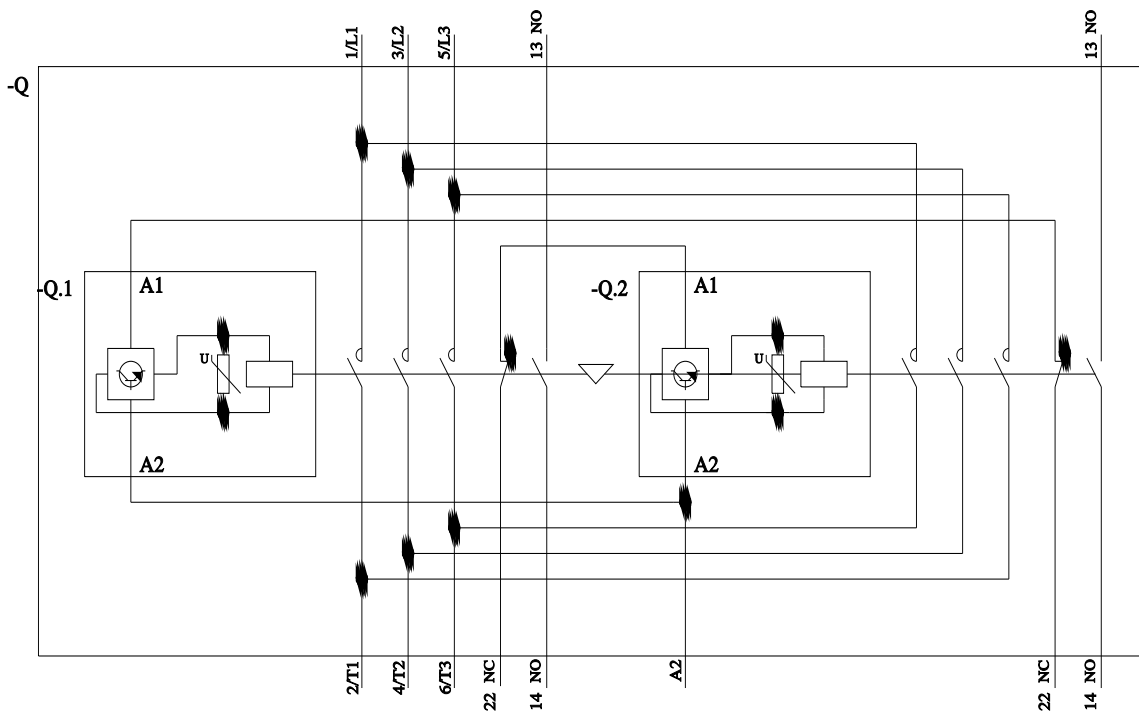 1/L1
3/L2
5/L3
13 NO
13 NO
-Q
-Q.1
A1
-Q.2
A1
U
U
A2
A2
2/T1
4/T2
6/T3
22 NC
14 NO
A2
22 NC
14 NO